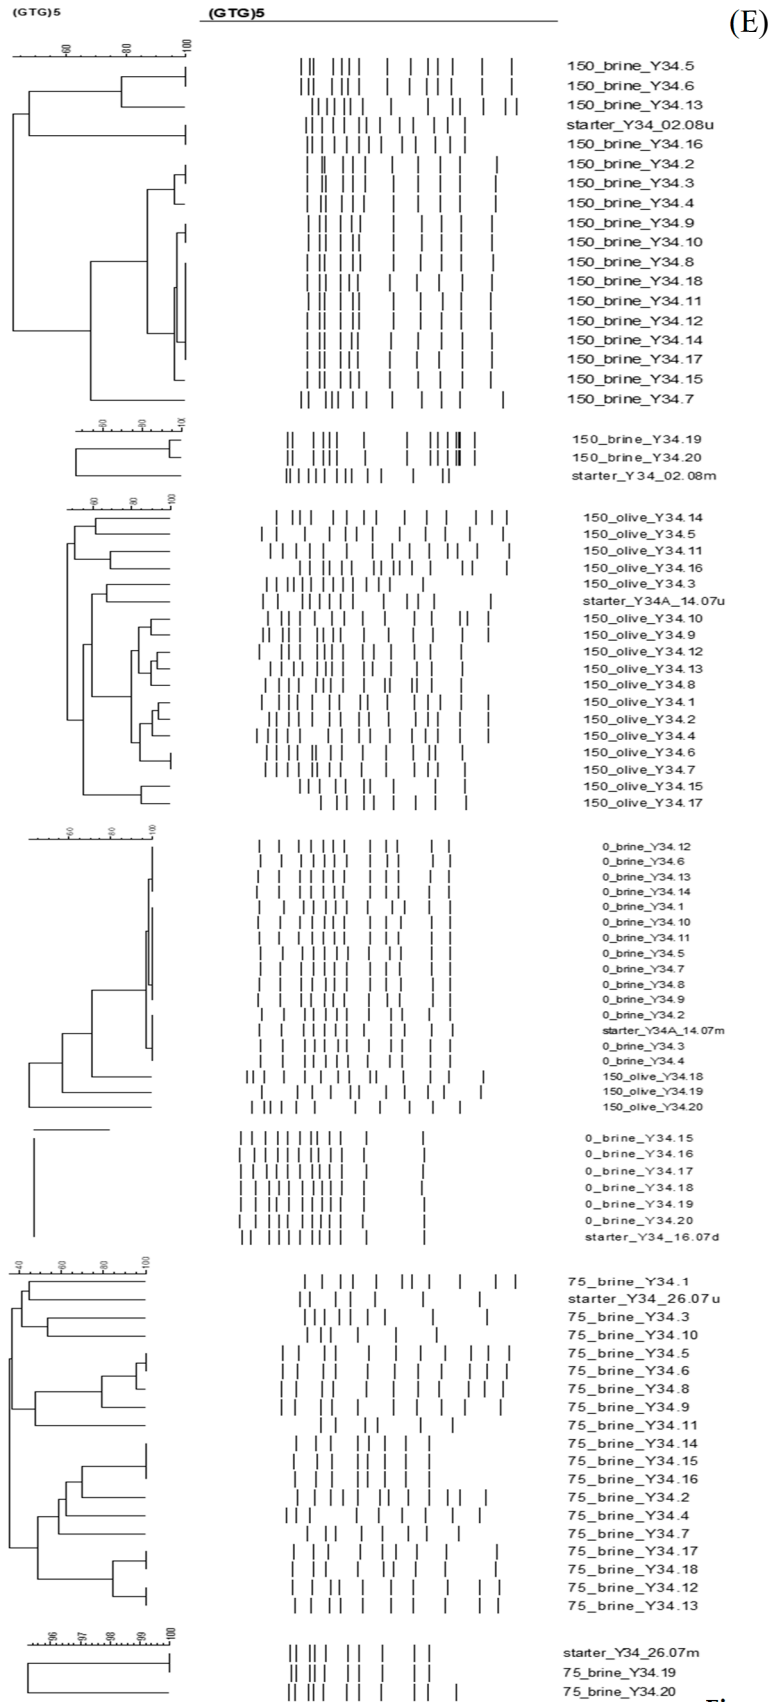 (GTG)5
(GTG)5
(E)
60
80
100
150_brine_Y34.5
150_brine_Y34.6
150_brine_Y34.13
starter_Y34_02.08u
150_brine_Y34.16
150_brine_Y34.2
150_brine_Y34.3
150_brine_Y34.4
150_brine_Y34.9
150_brine_Y34.10
150_brine_Y34.8
150_brine_Y34.18
150_brine_Y34.11
150_brine_Y34.12
150_brine_Y34.14
150_brine_Y34.17
150_brine_Y34.15
150_brine_Y34.7
60
80
150_brine_Y34.19
150_brine_Y34.20
starter_Y34_02.08m
60
80
100
150_olive_Y34.14
150_olive_Y34.5
150_olive_Y34.11
150_olive_Y34.16
150_olive_Y34.3
starter_Y34A_14.07u
150_olive_Y34.10
150_olive_Y34.9
150_olive_Y34.12
150_olive_Y34.13
150_olive_Y34.8
150_olive_Y34.1
150_olive_Y34.2
150_olive_Y34.4
150_olive_Y34.6
150_olive_Y34.7
150_olive_Y34.15
150_olive_Y34.17
60
80
100
0_brine_Y34.12
0_brine_Y34.6
0_brine_Y34.13
0_brine_Y34.14
0_brine_Y34.1
0_brine_Y34.10
0_brine_Y34.11
0_brine_Y34.5
0_brine_Y34.7
0_brine_Y34.8
0_brine_Y34.9
0_brine_Y34.2
starter_Y34A_14.07m
0_brine_Y34.3
0_brine_Y34.4
150_olive_Y34.18
150_olive_Y34.19
150_olive_Y34.20
0_brine_Y34.15
0_brine_Y34.16
0_brine_Y34.17
0_brine_Y34.18
0_brine_Y34.19
0_brine_Y34.20
starter_Y34_16.07d
40
60
80
100
75_brine_Y34.1
starter_Y34_26.07u
75_brine_Y34.3
75_brine_Y34.10
75_brine_Y34.5
75_brine_Y34.6
75_brine_Y34.8
75_brine_Y34.9
75_brine_Y34.11
75_brine_Y34.14
75_brine_Y34.15
75_brine_Y34.16
75_brine_Y34.2
75_brine_Y34.4
75_brine_Y34.7
75_brine_Y34.17
75_brine_Y34.18
75_brine_Y34.12
75_brine_Y34.13
96
97
98
99
100
starter_Y34_26.07m
75_brine_Y34.19
75_brine_Y34.20